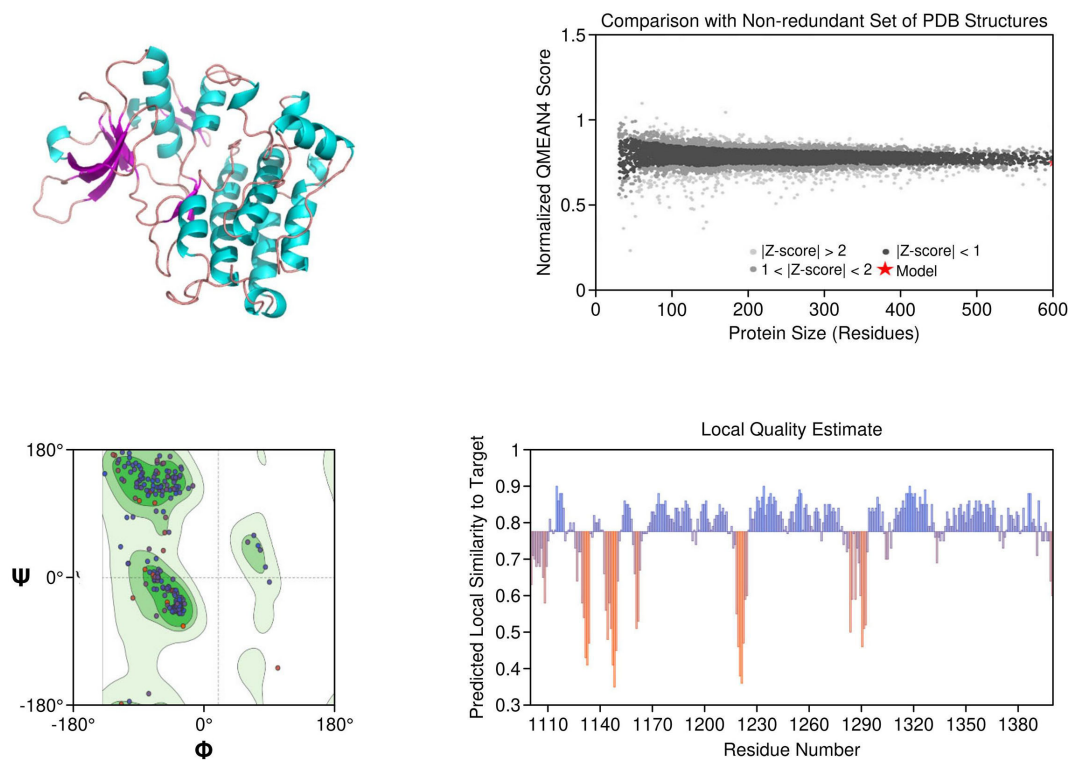 Comparison with Non-redundant Set of PDB Structures
Normalized QMEAN4 Score
1.5
1
0.5
0
|Z-score| > 2
|Z-score| < 1
1 < |Z-score| < 2
Model
0
100
200
300
400
500
600
Protein Size (Residues)
180°
Ψ
0°
-180°
-180°
0°
180°
Φ
Local Quality Estimate
Predicted Local Similarity to Target
1
0.9
0.8
0.7
0.6
0.5
0.4
0.3
1110
1140
1170
1200
1230
1260
1290
1320
1350
1380
Residue Number